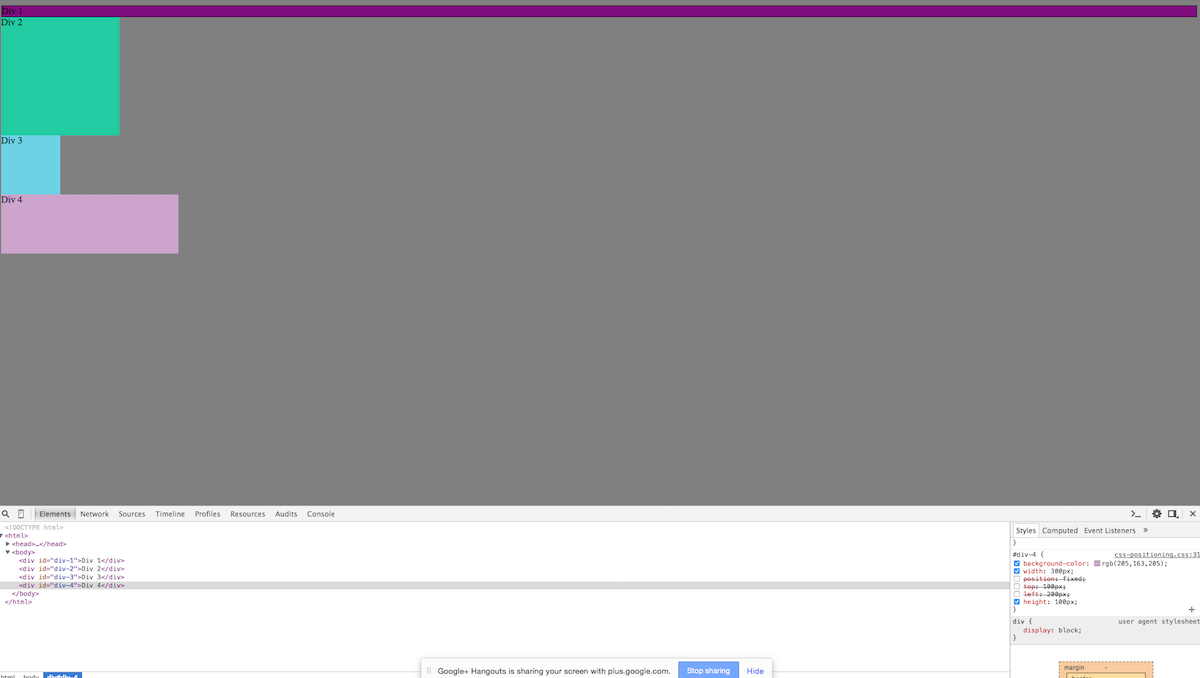 Div 1
Div 2
Div 3
Div 4
Elements Network Sources Timeline Profiles Resources Audits Console
<!DOCTYPE html>
▼<html>
▶<head>…</head>
▼<body>
<div id="div-1">Div 1</div>
<div id="div-2">Div 2</div>
<div id="div-3">Div 3</div>
<div id="div-4">Div 4</div>
</body>
</html>
html body div#div-4
Styles Computed Event Listeners »
}
#div-4 { css-positioning.css:31
background-color: rgb(205,163,205);
width: 300px;
position: fixed;
top: 100px;
left: 200px;
height: 100px;
}
div { user agent stylesheet
display: block;
}
margin -
border
Google+ Hangouts is sharing your screen with plus.google.com. Stop sharing Hide